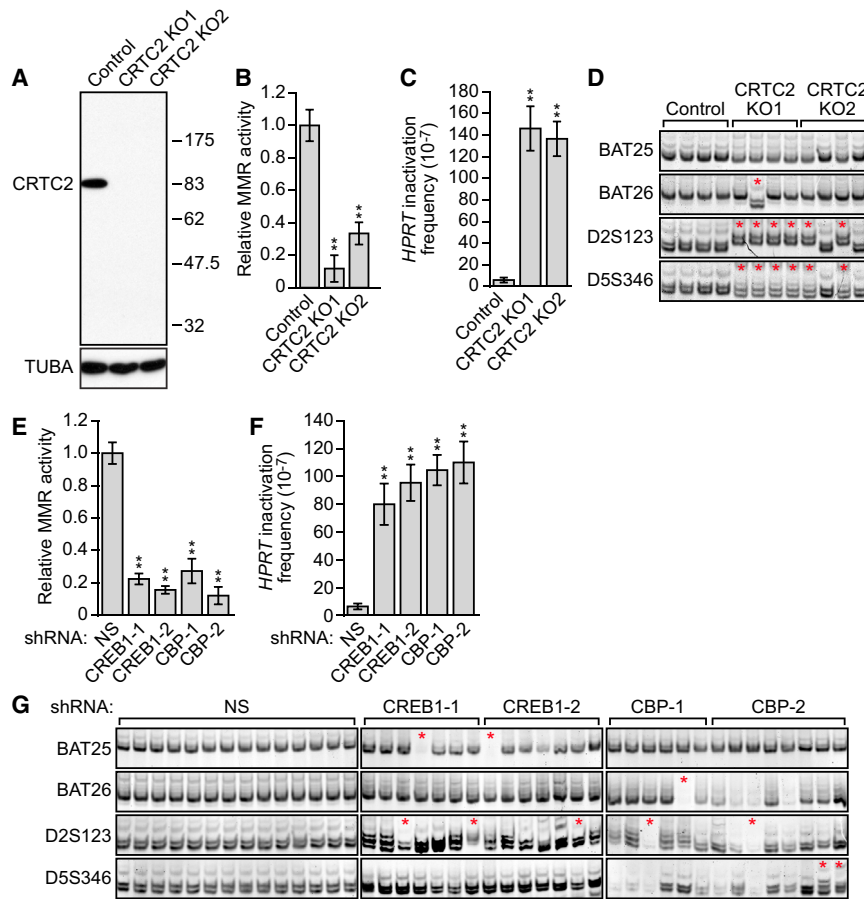 A
Control
CRTC2 KO1
CRTC2 KO2
CRTC2
-175
-83
-62
-47.5
-32
TUBA
B
Relative MMR activity
1.2
1.0
0.8
0.6
0.4
0.2
0
**
**
Control
CRTC2 KO1
CRTC2 KO2
C
HPRT inactivation
frequency (10-7)
180
160
140
120
100
80
60
40
20
0
**
**
Control
CRTC2 KO1
CRTC2 KO2
D
Control
CRTC2
KO1
CRTC2
KO2
BAT25
BAT26
*
D2S123
* * * * * *
D5S346
* * * * * *
E
Relative MMR activity
1.2
1.0
0.8
0.6
0.4
0.2
0
** ** ** **
shRNA:
NS
CREB1-1
CREB1-2
CBP-1
CBP-2
F
HPRT inactivation
frequency (10-7)
140
120
100
80
60
40
20
0
** ** ** **
shRNA:
NS
CREB1-1
CREB1-2
CBP-1
CBP-2
G
shRNA: NS CREB1-1 CREB1-2 CBP-1 CBP-2
BAT25 * *
BAT26 *
D2S123 * * * * *
D5S346 * *